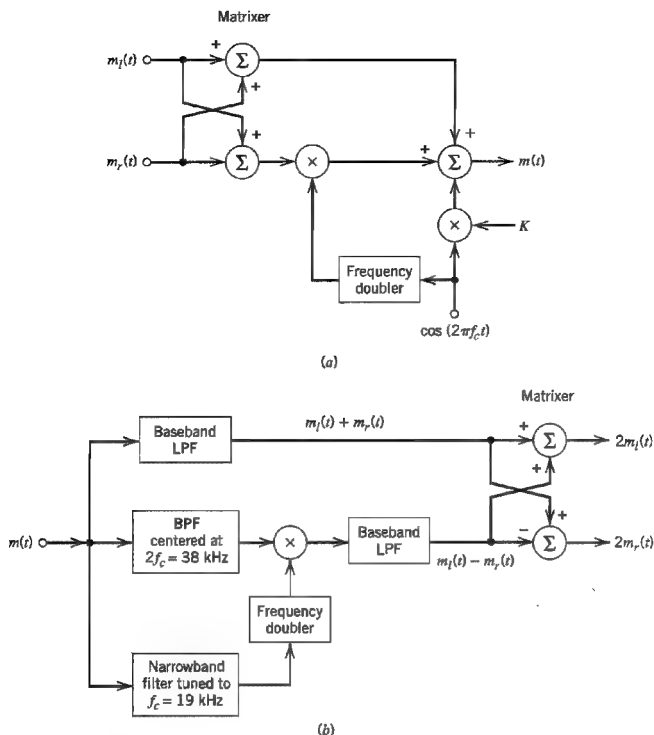 Matrixer
m_l(t)
+
Σ
+
+
m_r(t)
Σ
×
+
+
Σ
m(t)
×
K
Frequency
doubler
cos (2πf_c t)
(a)
Matrixer
Baseband
LPF
m_l(t) + m_r(t)
+
Σ
2m_l(t)
+
+
m(t)
BPF
centered at
2f_c = 38 kHz
×
Baseband
LPF
m_l(t) − m_r(t)
−
Σ
2m_r(t)
Frequency
doubler
Narrowband
filter tuned to
f_c = 19 kHz
(b)